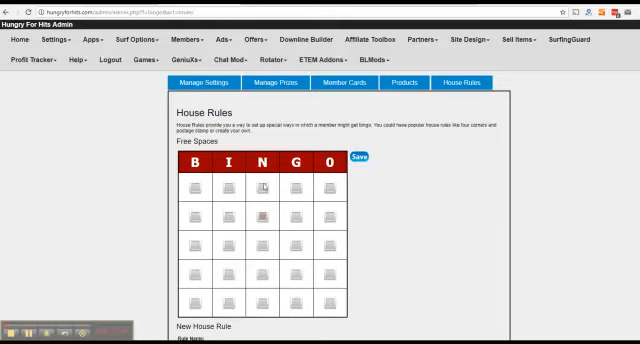 hungryforhits.com/admin/admin.php?f=bingo&act=rules
Hungry For Hits Admin
Home Settings Apps Surf Options Members Ads Offers Downline Builder Affiliate Toolbox Partners Site Design Sell Items SurfingGuard
Profit Tracker Help Logout Games GeniuXs Chat Mod Rotator ETEM Addons BLMods
Manage Settings Manage Prizes Member Cards Products House Rules
House Rules
House Rules provide you a way to set up special ways in which a member might get bingo. You could have popular house rules like four corners and
postage stamp or create your own.
Free Spaces
B I N G O Save
New House Rule
Rule Name: